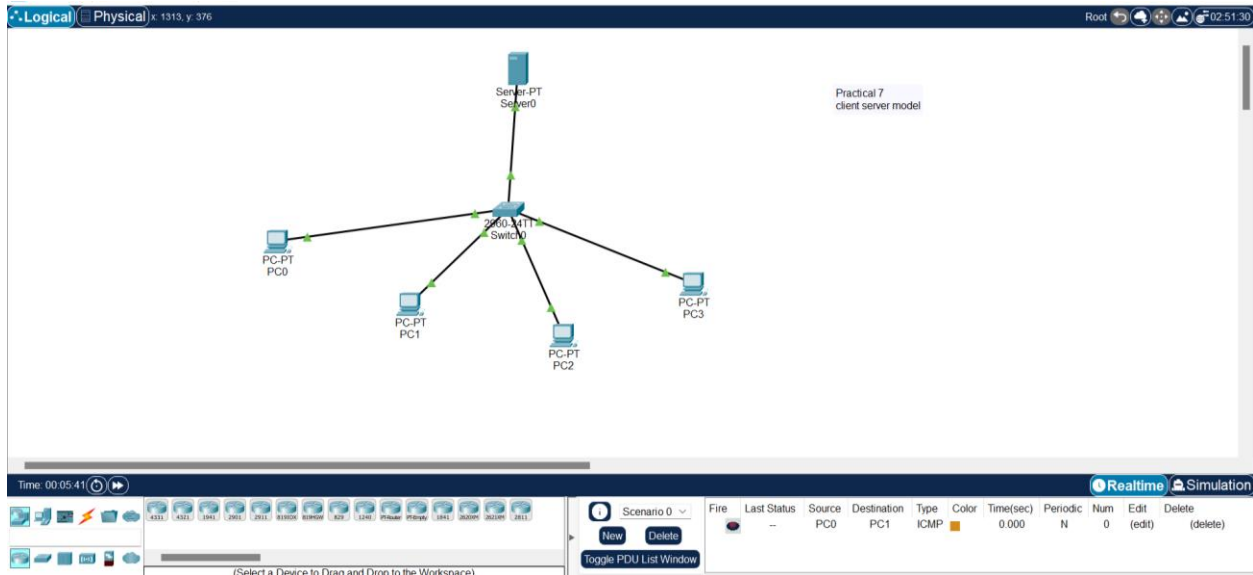 Logical Physical x: 1313, y: 376 Root 02:51:30
Server-PT
Server0
Practical 7
client server model
2960-24TT
Switch0
PC-PT
PC0
PC-PT
PC1
PC-PT
PC2
PC-PT
PC3
Time: 00:05:41 Realtime Simulation
4331 4321 1941 2901 2911 819IOX 819HGW 829 1240 PT-Router PT-Empty 1841 2620XM 2621XM 2811
(Select a Device to Drag and Drop to the Workspace)
Scenario 0
New Delete
Toggle PDU List Window
Fire Last Status Source Destination Type Color Time(sec) Periodic Num Edit Delete
-- PC0 PC1 ICMP 0.000 N 0 (edit) (delete)